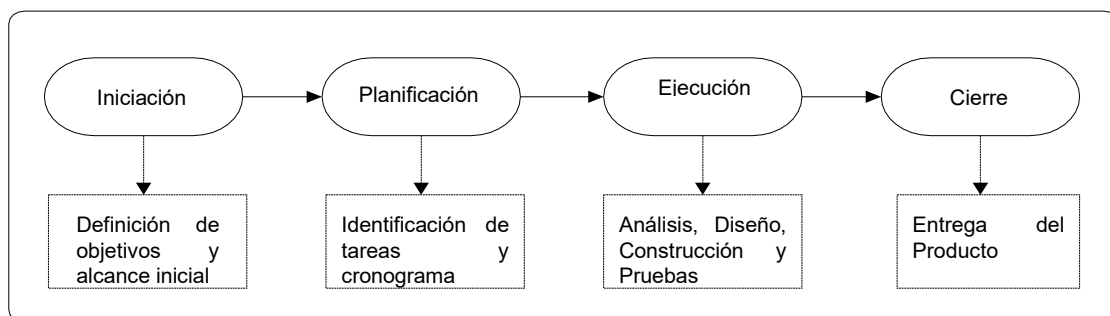 Iniciación
Planificación
Ejecución
Cierre
Definición de
objetivos y
alcance inicial
Identificación de
tareas y
cronograma
Análisis, Diseño,
Construcción y
Pruebas
Entrega del
Producto